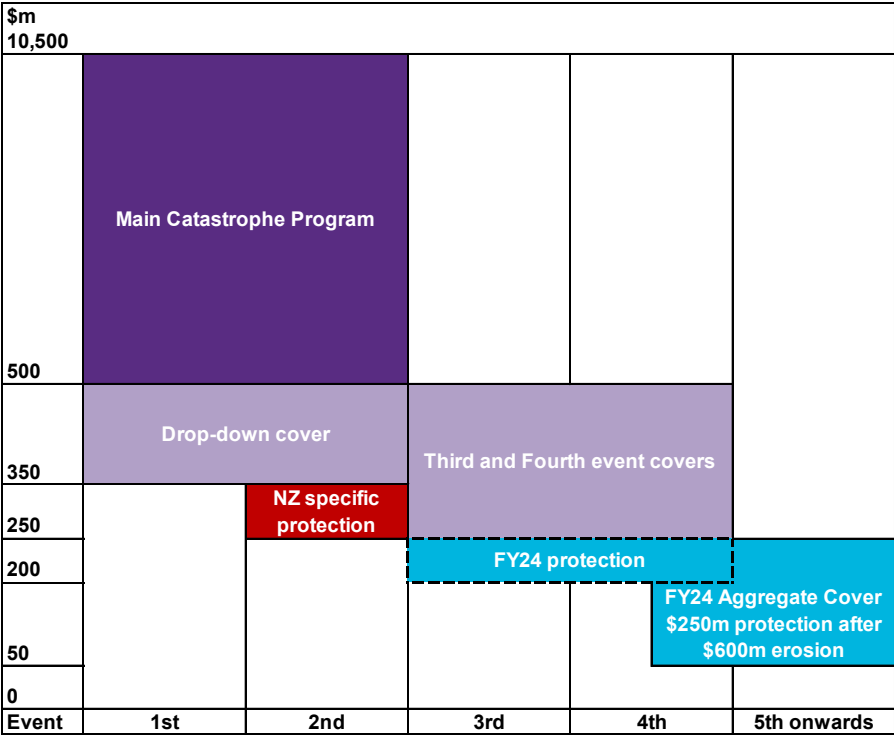 $m
10,500
Main Catastrophe Program
500
Drop-down cover
Third and Fourth event covers
350
NZ specific
protection
250
FY24 protection
200
FY24 Aggregate Cover
$250m protection after
$600m erosion
50
0
Event 1st 2nd 3rd 4th 5th onwards